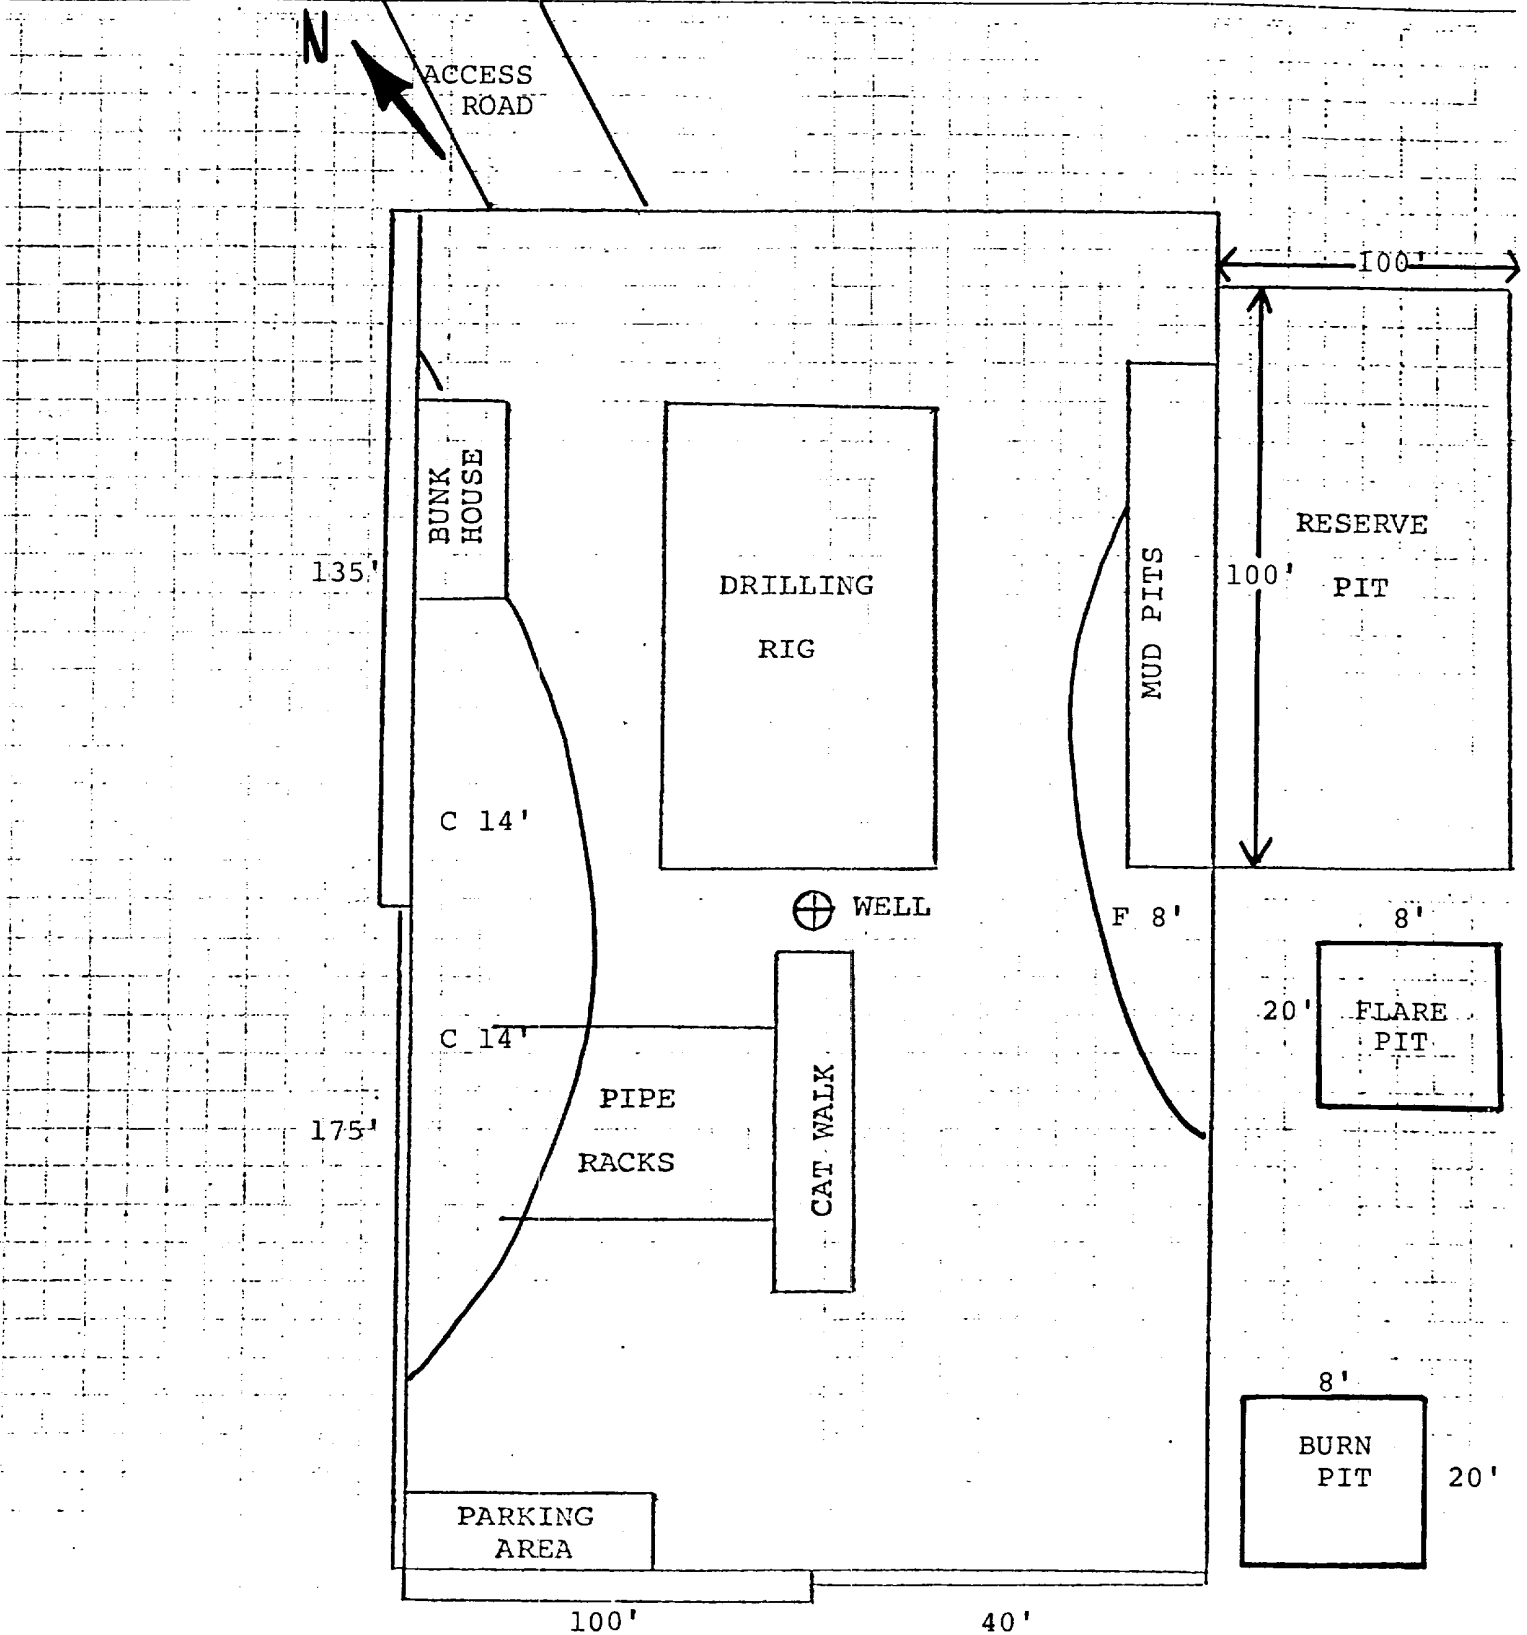 N
ACCESS
ROAD
100'
BUNK
HOUSE
135'
DRILLING
RIG
MUD PITS
100'
RESERVE
PIT
C 14'
WELL
F 8'
8'
20'
FLARE
PIT
C 14'
PIPE
RACKS
CAT WALK
175'
8'
BURN
PIT
20'
PARKING
AREA
100'
40'